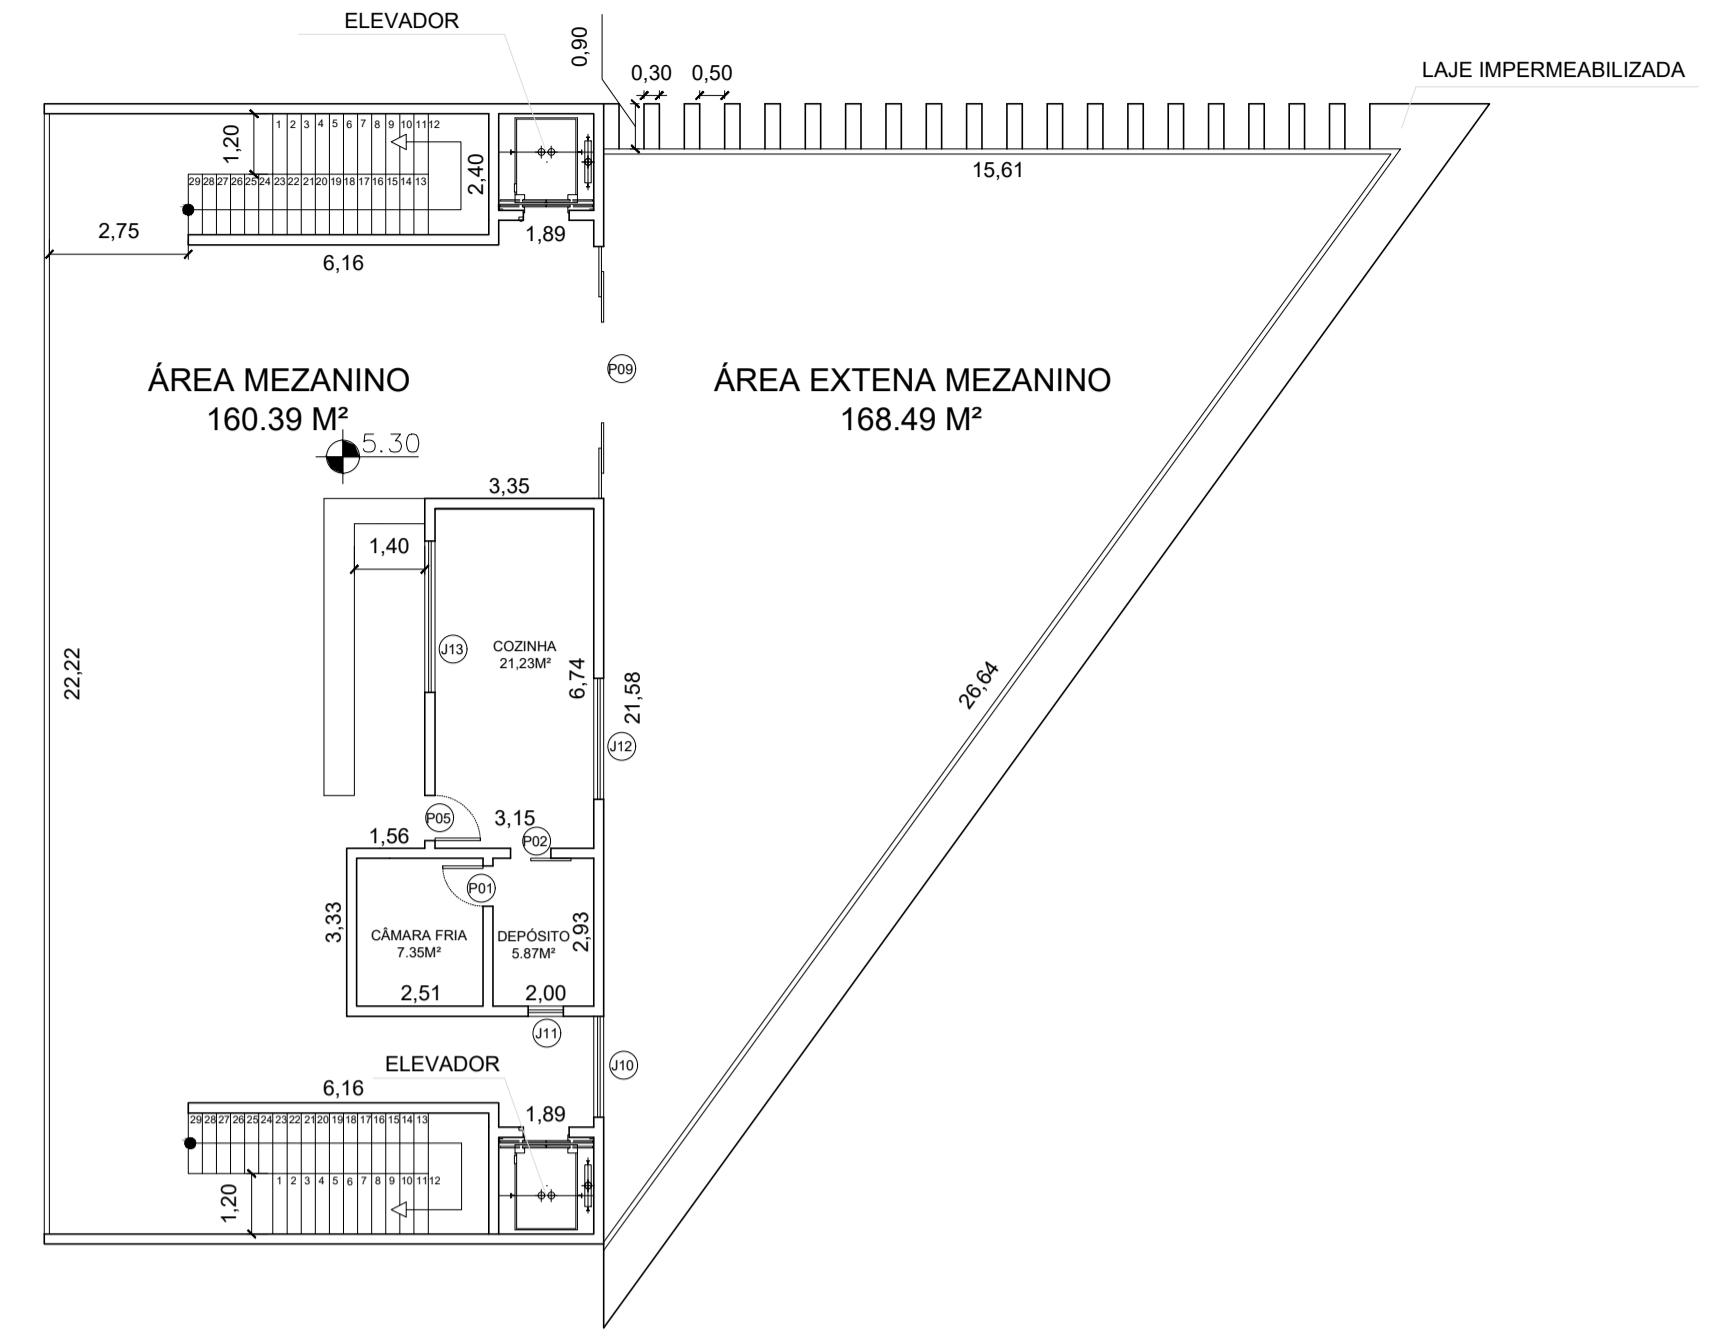 ELEVADOR
0,90
0,30
0,50
LAJE IMPERMEABILIZADA
1,20
1 2 3 4 5 6 7 8 9 10 11 12
2,40
15,61
29 28 27 26 25 24 23 22 21 20 19 18 17 16 15 14 13
2,75
1,89
6,16
P09
ÁREA MEZANINO
160.39 M²
ÁREA EXTENA MEZANINO
168.49 M²
5.30
3,35
1,40
J13
COZINHA
21,23M²
6,74
22,22
21,58
26,64
J12
P05
3,15
1,56
P02
P01
3,33
CÂMARA FRIA
7.35M²
DEPÓSITO
5.87M²
2,93
2,51
2,00
J11
J10
ELEVADOR
6,16
1,89
29 28 27 26 25 24 23 22 21 20 19 18 17 16 15 14 13
1,20
1 2 3 4 5 6 7 8 9 10 11 12